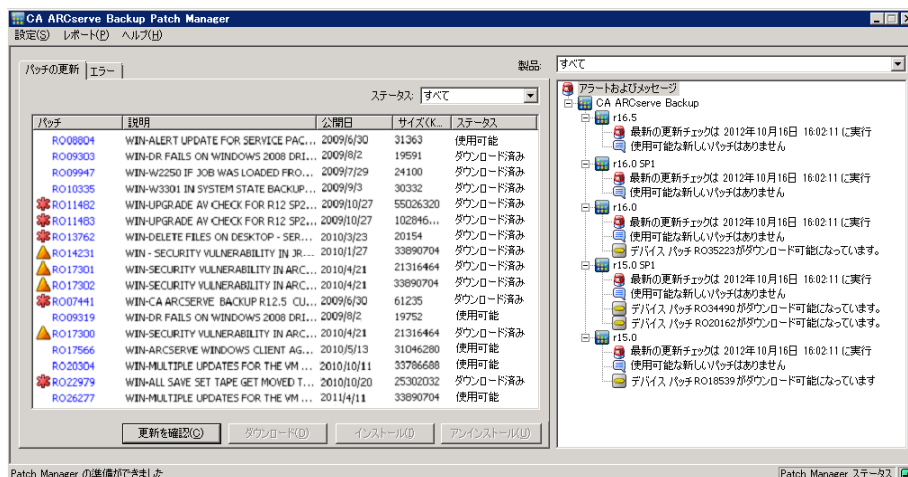 CA ARCserve Backup Patch Manager
設定(S) レポート(P) ヘルプ(H)
パッチの更新 エラー
製品: すべて
ステータス: すべて
パッチ 説明 公開日 サイズ(K... ステータス
RO08804 WIN-ALERT UPDATE FOR SERVICE PAC... 2009/6/30 31363 使用可能
RO09303 WIN-DR FAILS ON WINDOWS 2008 DRI... 2009/8/2 19591 ダウンロード済み
RO09947 WIN-W2250 IF JOB WAS LOADED FRO... 2009/7/29 24100 ダウンロード済み
RO10335 WIN-W3301 IN SYSTEM STATE BACKUP... 2009/9/3 30332 ダウンロード済み
RO11482 WIN-UPGRADE AV CHECK FOR R12 SP2... 2009/10/27 55026320 ダウンロード済み
RO11483 WIN-UPGRADE AV CHECK FOR R12 SP2... 2009/10/27 102846... ダウンロード済み
RO13762 WIN-DELETE FILES ON DESKTOP - SER... 2010/3/23 20154 ダウンロード済み
RO14231 WIN - SECURITY VULNERABILITY IN JR... 2010/1/27 33890704 ダウンロード済み
RO17301 WIN-SECURITY VULNERABILITY IN ARC... 2010/4/21 21316464 ダウンロード済み
RO17302 WIN-SECURITY VULNERABILITY IN ARC... 2010/4/21 33890704 ダウンロード済み
RO07441 WIN-CA ARCSERVE BACKUP R12.5 CU... 2009/6/30 61235 ダウンロード済み
RO09319 WIN-DR FAILS ON WINDOWS 2008 DRI... 2009/8/2 19752 使用可能
RO17300 WIN-SECURITY VULNERABILITY IN ARC... 2010/4/21 21316464 ダウンロード済み
RO17566 WIN-ARCSERVE WINDOWS CLIENT AG... 2010/5/13 31046280 使用可能
RO20304 WIN-MULTIPLE UPDATES FOR THE VM ... 2010/10/11 33786688 使用可能
RO22979 WIN-ALL SAVE SET TAPE GET MOVED T... 2010/10/20 25302032 ダウンロード済み
RO26277 WIN-MULTIPLE UPDATES FOR THE VM ... 2011/4/11 33890704 使用可能
更新を確認(C) ダウンロード(D) インストール(I) アンインストール(U)
アラートおよびメッセージ
CA ARCserve Backup
r16.5
最新の更新チェックは 2012年10月16日 16:02:11 に実行
使用可能な新しいパッチはありません
r16.0 SP1
最新の更新チェックは 2012年10月16日 16:02:11 に実行
使用可能な新しいパッチはありません
r16.0
最新の更新チェックは 2012年10月16日 16:02:11 に実行
使用可能な新しいパッチはありません
デバイス パッチ RO35223がダウンロード可能になっています。
r15.0 SP1
最新の更新チェックは 2012年10月16日 16:02:11 に実行
使用可能な新しいパッチはありません
デバイス パッチ RO34490がダウンロード可能になっています。
デバイス パッチ RO20162がダウンロード可能になっています。
r15.0
最新の更新チェックは 2012年10月16日 16:02:11 に実行
使用可能な新しいパッチはありません
デバイス パッチ RO18539がダウンロード可能になっています
Patch Manager の準備ができました
Patch Manager ステータス